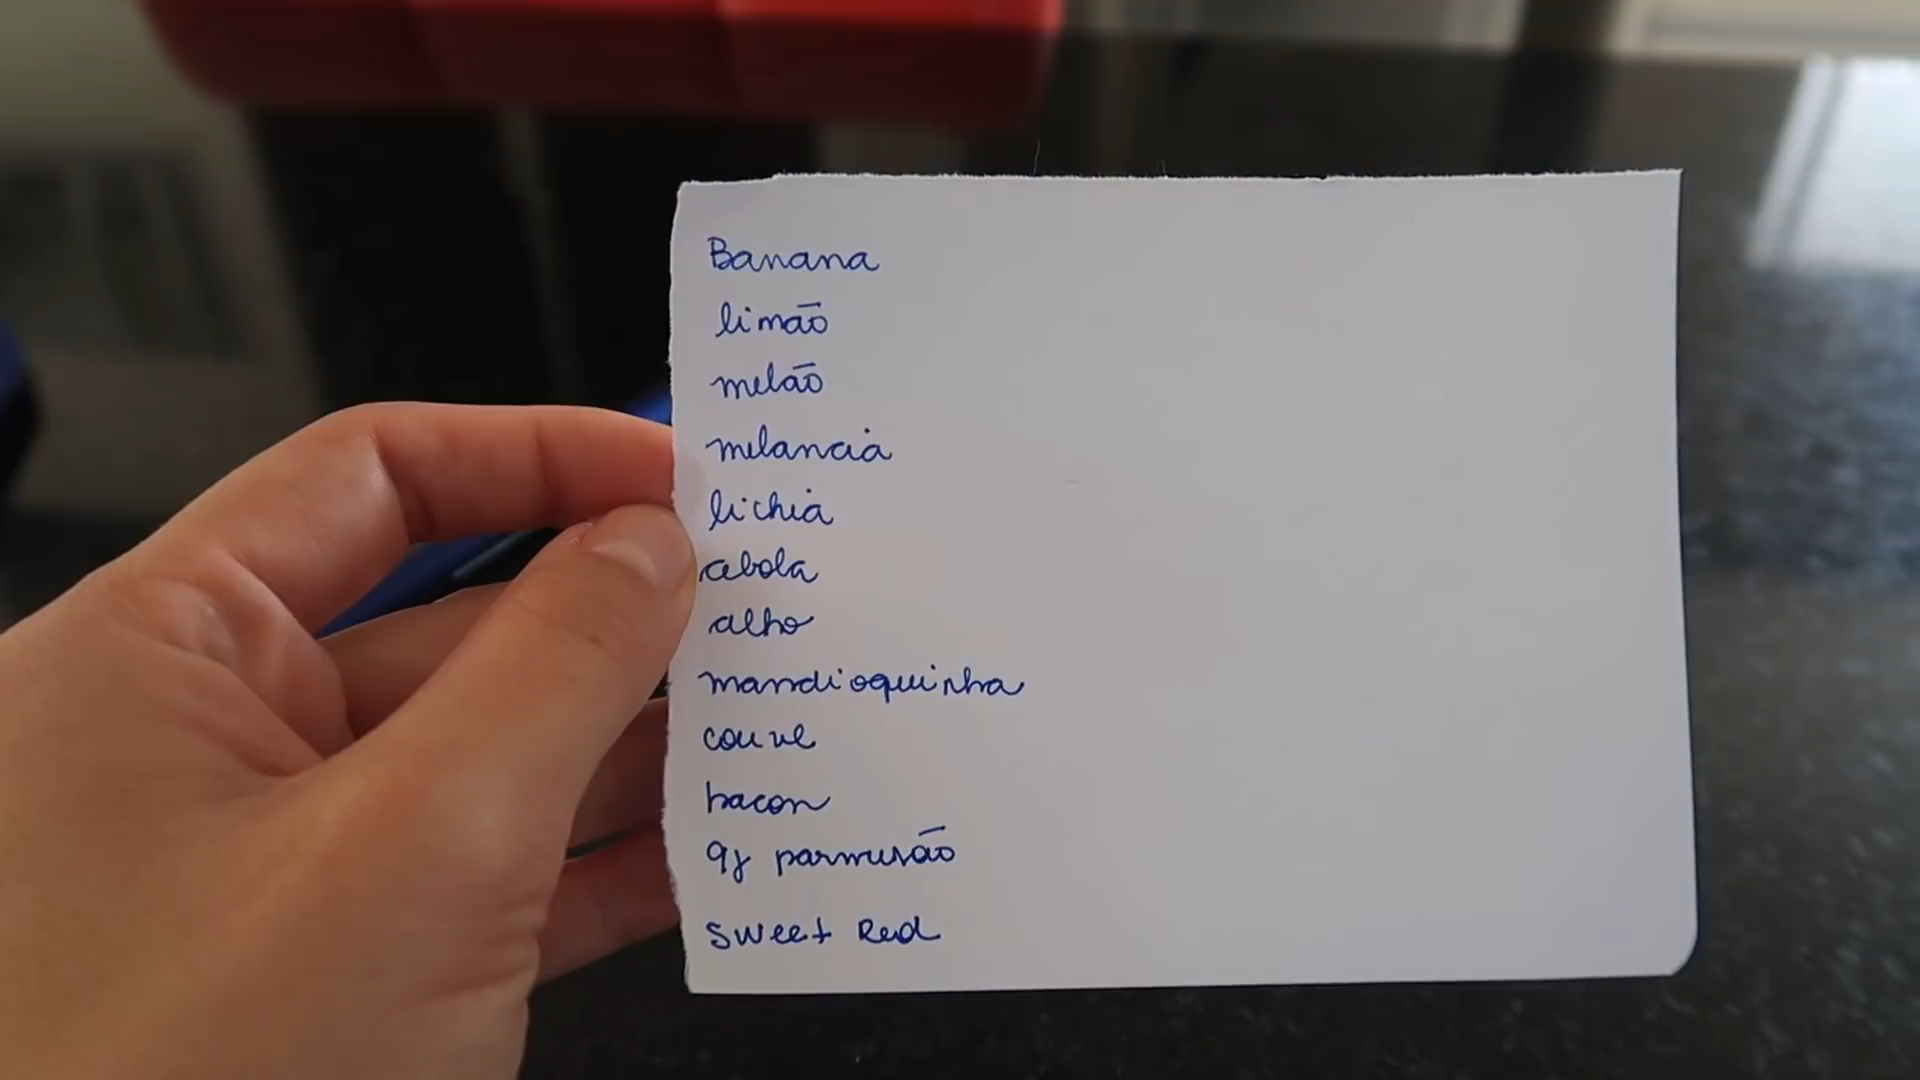 Banana
limão
melão
melancia
lichia
cebola
alho
mandioquinha
couve
bacon
qj parmesão
sweet Red